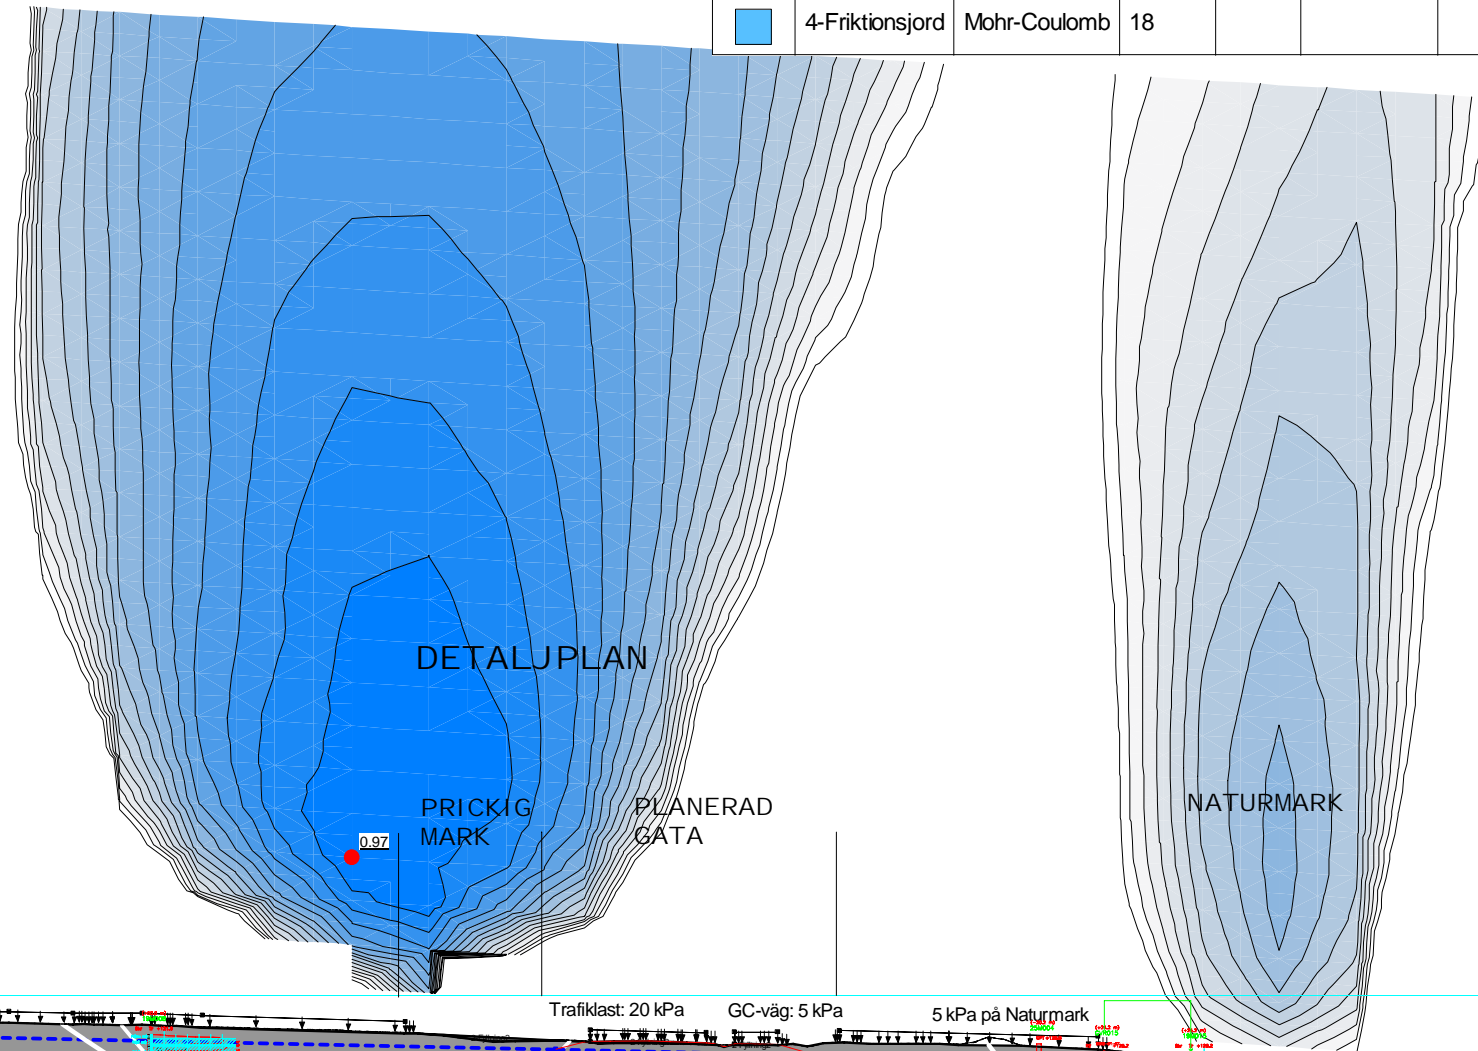 4-Friktionsjord Mohr-Coulomb 18
DETALJPLAN
PRICKIG
MARK
PLANERAD
GATA
NATURMARK
0.97
Trafiklast: 20 kPa GC-väg: 5 kPa 5 kPa på Naturmark